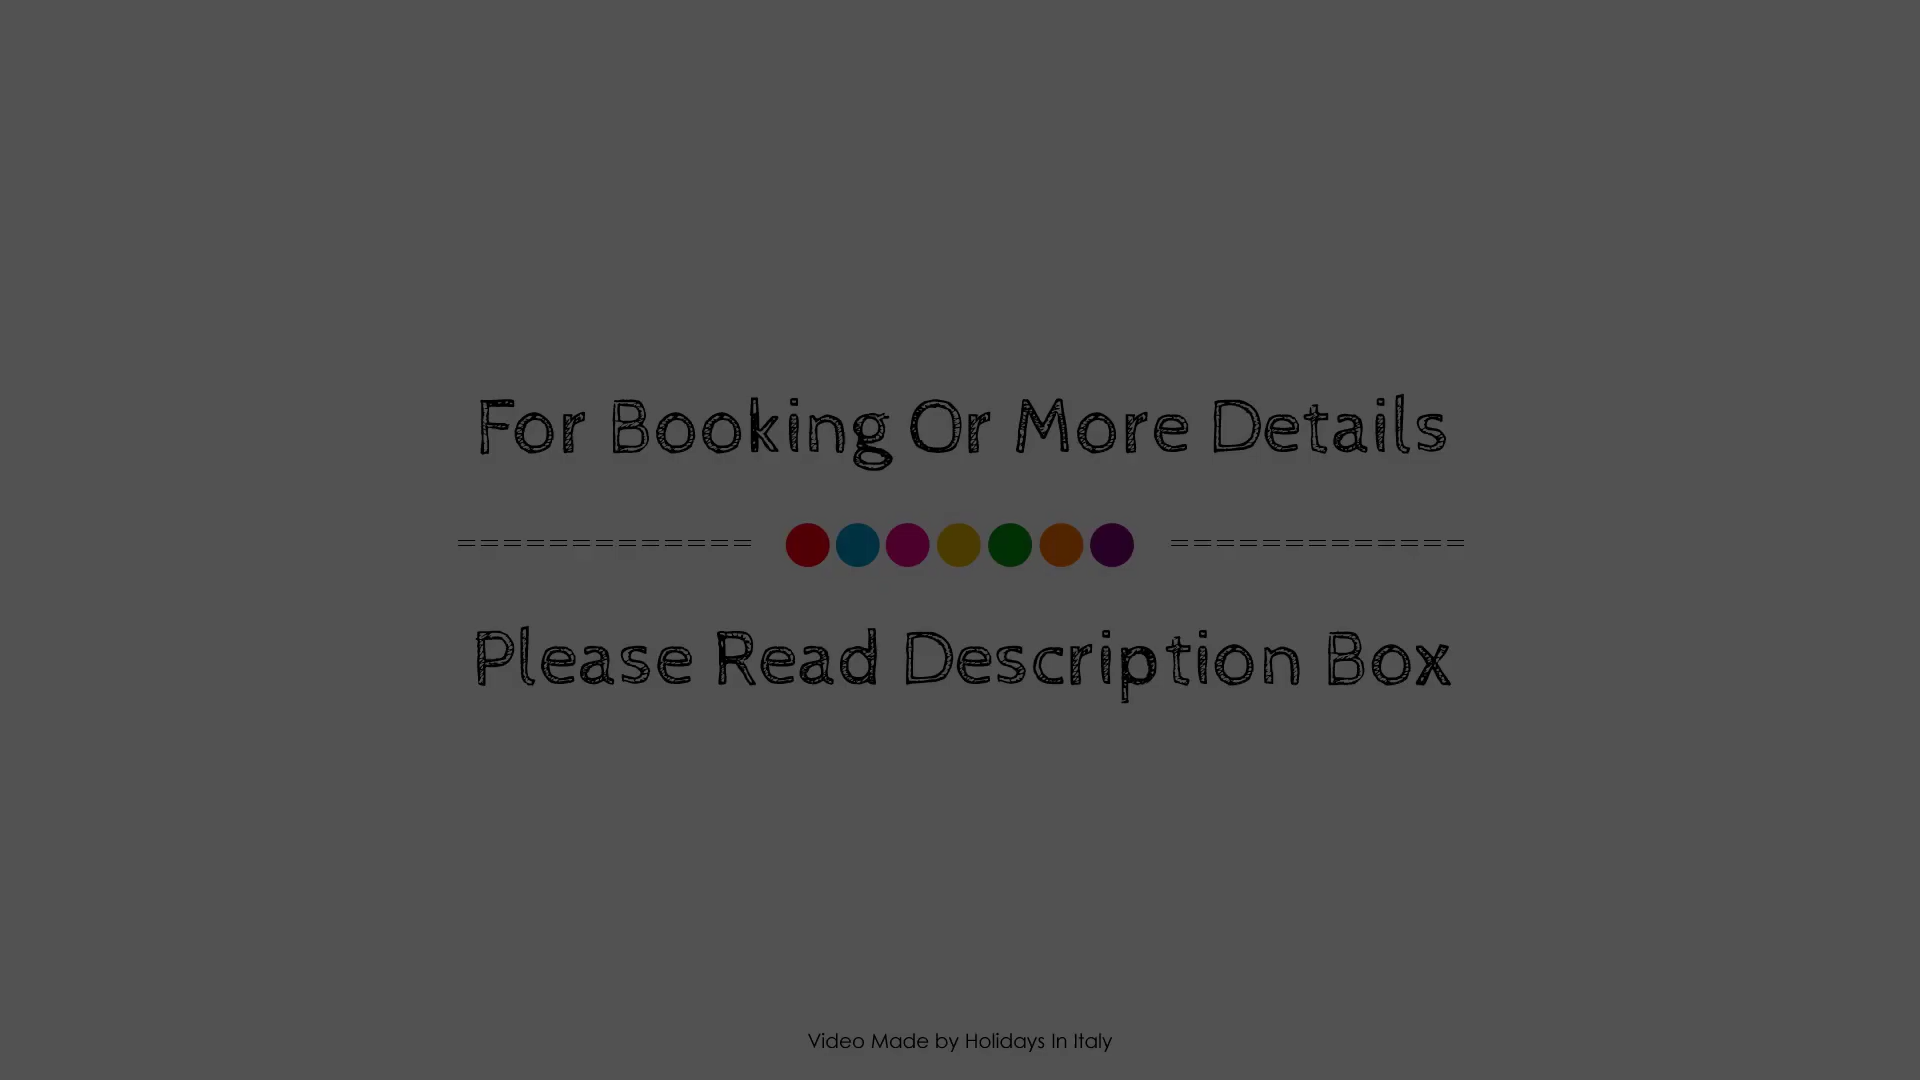 For Booking Or More Details
============= =============
Please Read Description Box
Video Made by Holidays In Italy